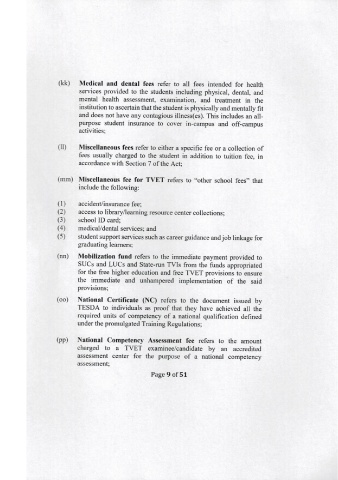 (kk) Medical and dental fees refer to all fees intended for health
services provided to the students including physical, dental, and
mental health assessment, examination, and treatment in the
institution to ascertain that the student is physically and mentally fit
and does not have any contagious illness(es). This includes an all-
purpose student insurance to cover in-campus and off-campus
activities;
(ll) Miscellaneous fees refer to either a specific fee or a collection of
fees usually charged to the student in addition to tuition fee, in
accordance with Section 7 of the Act;
(mm) Miscellaneous fee for TVET refers to "other school fees" that
include the following:
(1) accident/insurance fee;
(2) access to library/learning resource center collections;
(3) school ID card;
(4) medical/dental services; and
(5) student support services such as career guidance and job linkage for
graduating learners;
(nn) Mobilization fund refers to the immediate payment provided to
SUCs and LUCs and State-run TVIs from the funds appropriated
for the free higher education and free TVET provisions to ensure
the immediate and unhampered implementation of the said
provisions;
(oo) National Certificate (NC) refers to the document issued by
TESDA to individuals as proof that they have achieved all the
required units of competency of a national qualification defined
under the promulgated Training Regulations;
(pp) National Competency Assessment fee refers to the amount
charged to a TVET examinee/candidate by an accredited
assessment center for the purpose of a national competency
assessment;
Page 9 of 51